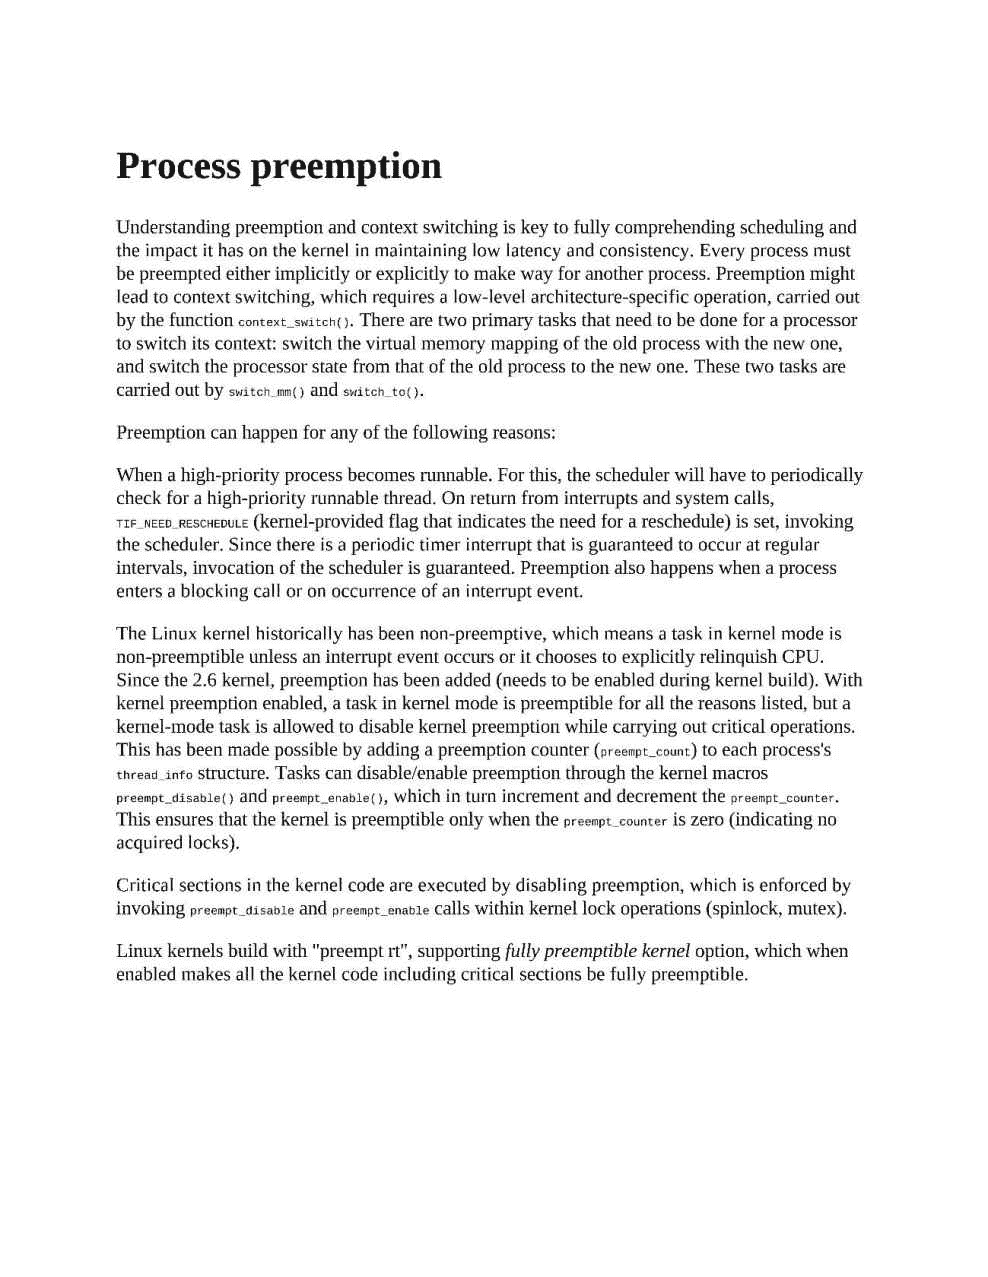 Process preemption
Understanding preemption and context switching is key to fully comprehending scheduling and
the impact it has on the kernel in maintaining low latency and consistency. Every process must
be preempted either implicitly or explicitly to make way for another process. Preemption might
lead to context switching, which requires a low-level architecture-specific operation, carried out
by the function context_switch(). There are two primary tasks that need to be done for a processor
to switch its context: switch the virtual memory mapping of the old process with the new one,
and switch the processor state from that of the old process to the new one. These two tasks are
carried out by switch_mm() and switch_to().
Preemption can happen for any of the following reasons:
When a high-priority process becomes runnable. For this, the scheduler will have to periodically
check for a high-priority runnable thread. On return from interrupts and system calls,
TIF_NEED_RESCHEDULE (kernel-provided flag that indicates the need for a reschedule) is set, invoking
the scheduler. Since there is a periodic timer interrupt that is guaranteed to occur at regular
intervals, invocation of the scheduler is guaranteed. Preemption also happens when a process
enters a blocking call or on occurrence of an interrupt event.
The Linux kernel historically has been non-preemptive, which means a task in kernel mode is
non-preemptible unless an interrupt event occurs or it chooses to explicitly relinquish CPU.
Since the 2.6 kernel, preemption has been added (needs to be enabled during kernel build). With
kernel preemption enabled, a task in kernel mode is preemptible for all the reasons listed, but a
kernel-mode task is allowed to disable kernel preemption while carrying out critical operations.
This has been made possible by adding a preemption counter (preempt_count) to each process's
thread_info structure. Tasks can disable/enable preemption through the kernel macros
preempt_disable() and preempt_enable(), which in turn increment and decrement the preempt_counter.
This ensures that the kernel is preemptible only when the preempt_counter is zero (indicating no
acquired locks).
Critical sections in the kernel code are executed by disabling preemption, which is enforced by
invoking preempt_disable and preempt_enable calls within kernel lock operations (spinlock, mutex).
Linux kernels build with "preempt rt", supporting fully preemptible kernel option, which when
enabled makes all the kernel code including critical sections be fully preemptible.